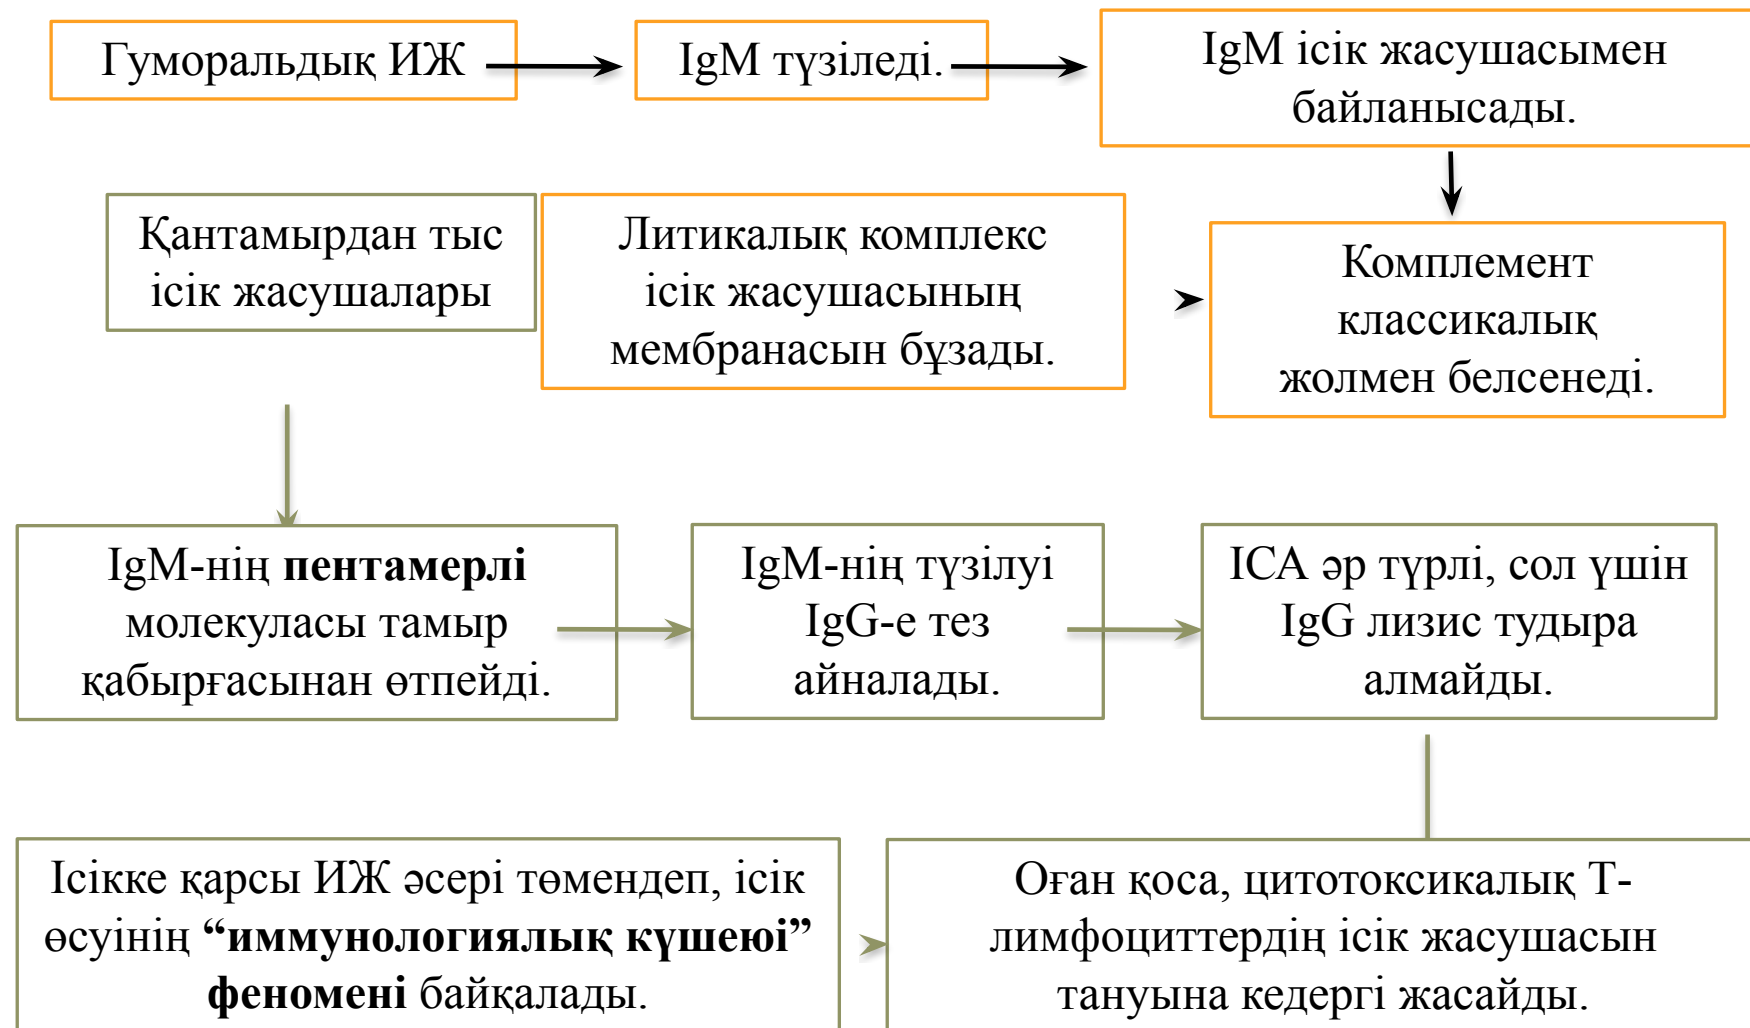 Гуморальдық ИЖ
IgM түзіледі.
IgM ісік жасушасымен
байланысады.
Қантамырдан тыс
ісік жасушалары
Литикалық комплекс
ісік жасушасының
мембранасын бұзады.
Комплемент
классикалық
жолмен белсенеді.
IgM-нің пентамерлі
молекуласы тамыр
қабырғасынан өтпейді.
IgM-нің түзілуі
IgG-е тез
айналады.
ІСА әр түрлі, сол үшін
IgG лизис тудыра
алмайды.
Ісікке қарсы ИЖ әсері төмендеп, ісік
өсуінің “иммунологиялық күшеюі”
феномені байқалады.
Оған қоса, цитотоксикалық Т-
лимфоциттердің ісік жасушасын
тануына кедергі жасайды.